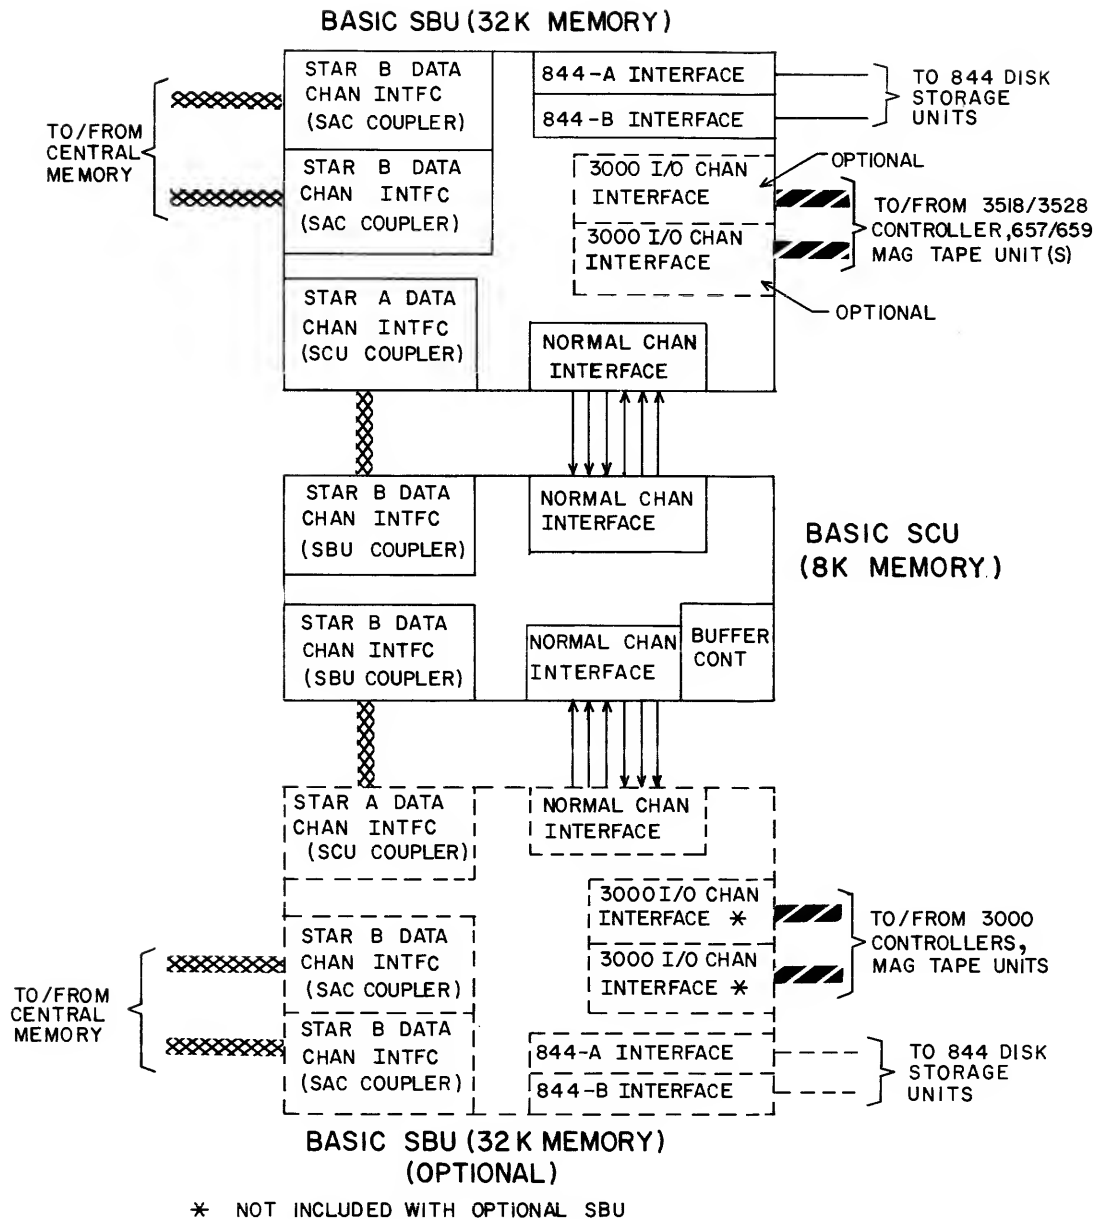 BASIC SBU (32K MEMORY)
STAR B DATA
CHAN INTFC
(SAC COUPLER)
844-A INTERFACE
844-B INTERFACE
TO 844 DISK
STORAGE
UNITS
TO/FROM
CENTRAL
MEMORY
STAR B DATA
CHAN INTFC
(SAC COUPLER)
3000 I/O CHAN
INTERFACE
OPTIONAL
3000 I/O CHAN
INTERFACE
TO/FROM 3518/3528
CONTROLLER,657/659
MAG TAPE UNIT(S)
OPTIONAL
STAR A DATA
CHAN INTFC
(SCU COUPLER)
NORMAL CHAN
INTERFACE
STAR B DATA
CHAN INTFC
(SBU COUPLER)
NORMAL CHAN
INTERFACE
BASIC SCU
(8K MEMORY.)
STAR B DATA
CHAN INTFC
(SBU COUPLER)
NORMAL CHAN
INTERFACE
BUFFER
CONT
STAR A DATA
CHAN INTFC
(SCU COUPLER)
NORMAL CHAN
INTERFACE
3000 I/O CHAN
INTERFACE *
3000 I/O CHAN
INTERFACE *
TO/FROM 3000
CONTROLLERS,
MAG TAPE UNITS
STAR B DATA
CHAN INTFC
(SAC COUPLER)
TO/FROM
CENTRAL
MEMORY
STAR B DATA
CHAN INTFC
(SAC COUPLER)
844-A INTERFACE
844-B INTERFACE
TO 844 DISK
STORAGE
UNITS
BASIC SBU (32K MEMORY)
(OPTIONAL)
* NOT INCLUDED WITH OPTIONAL SBU